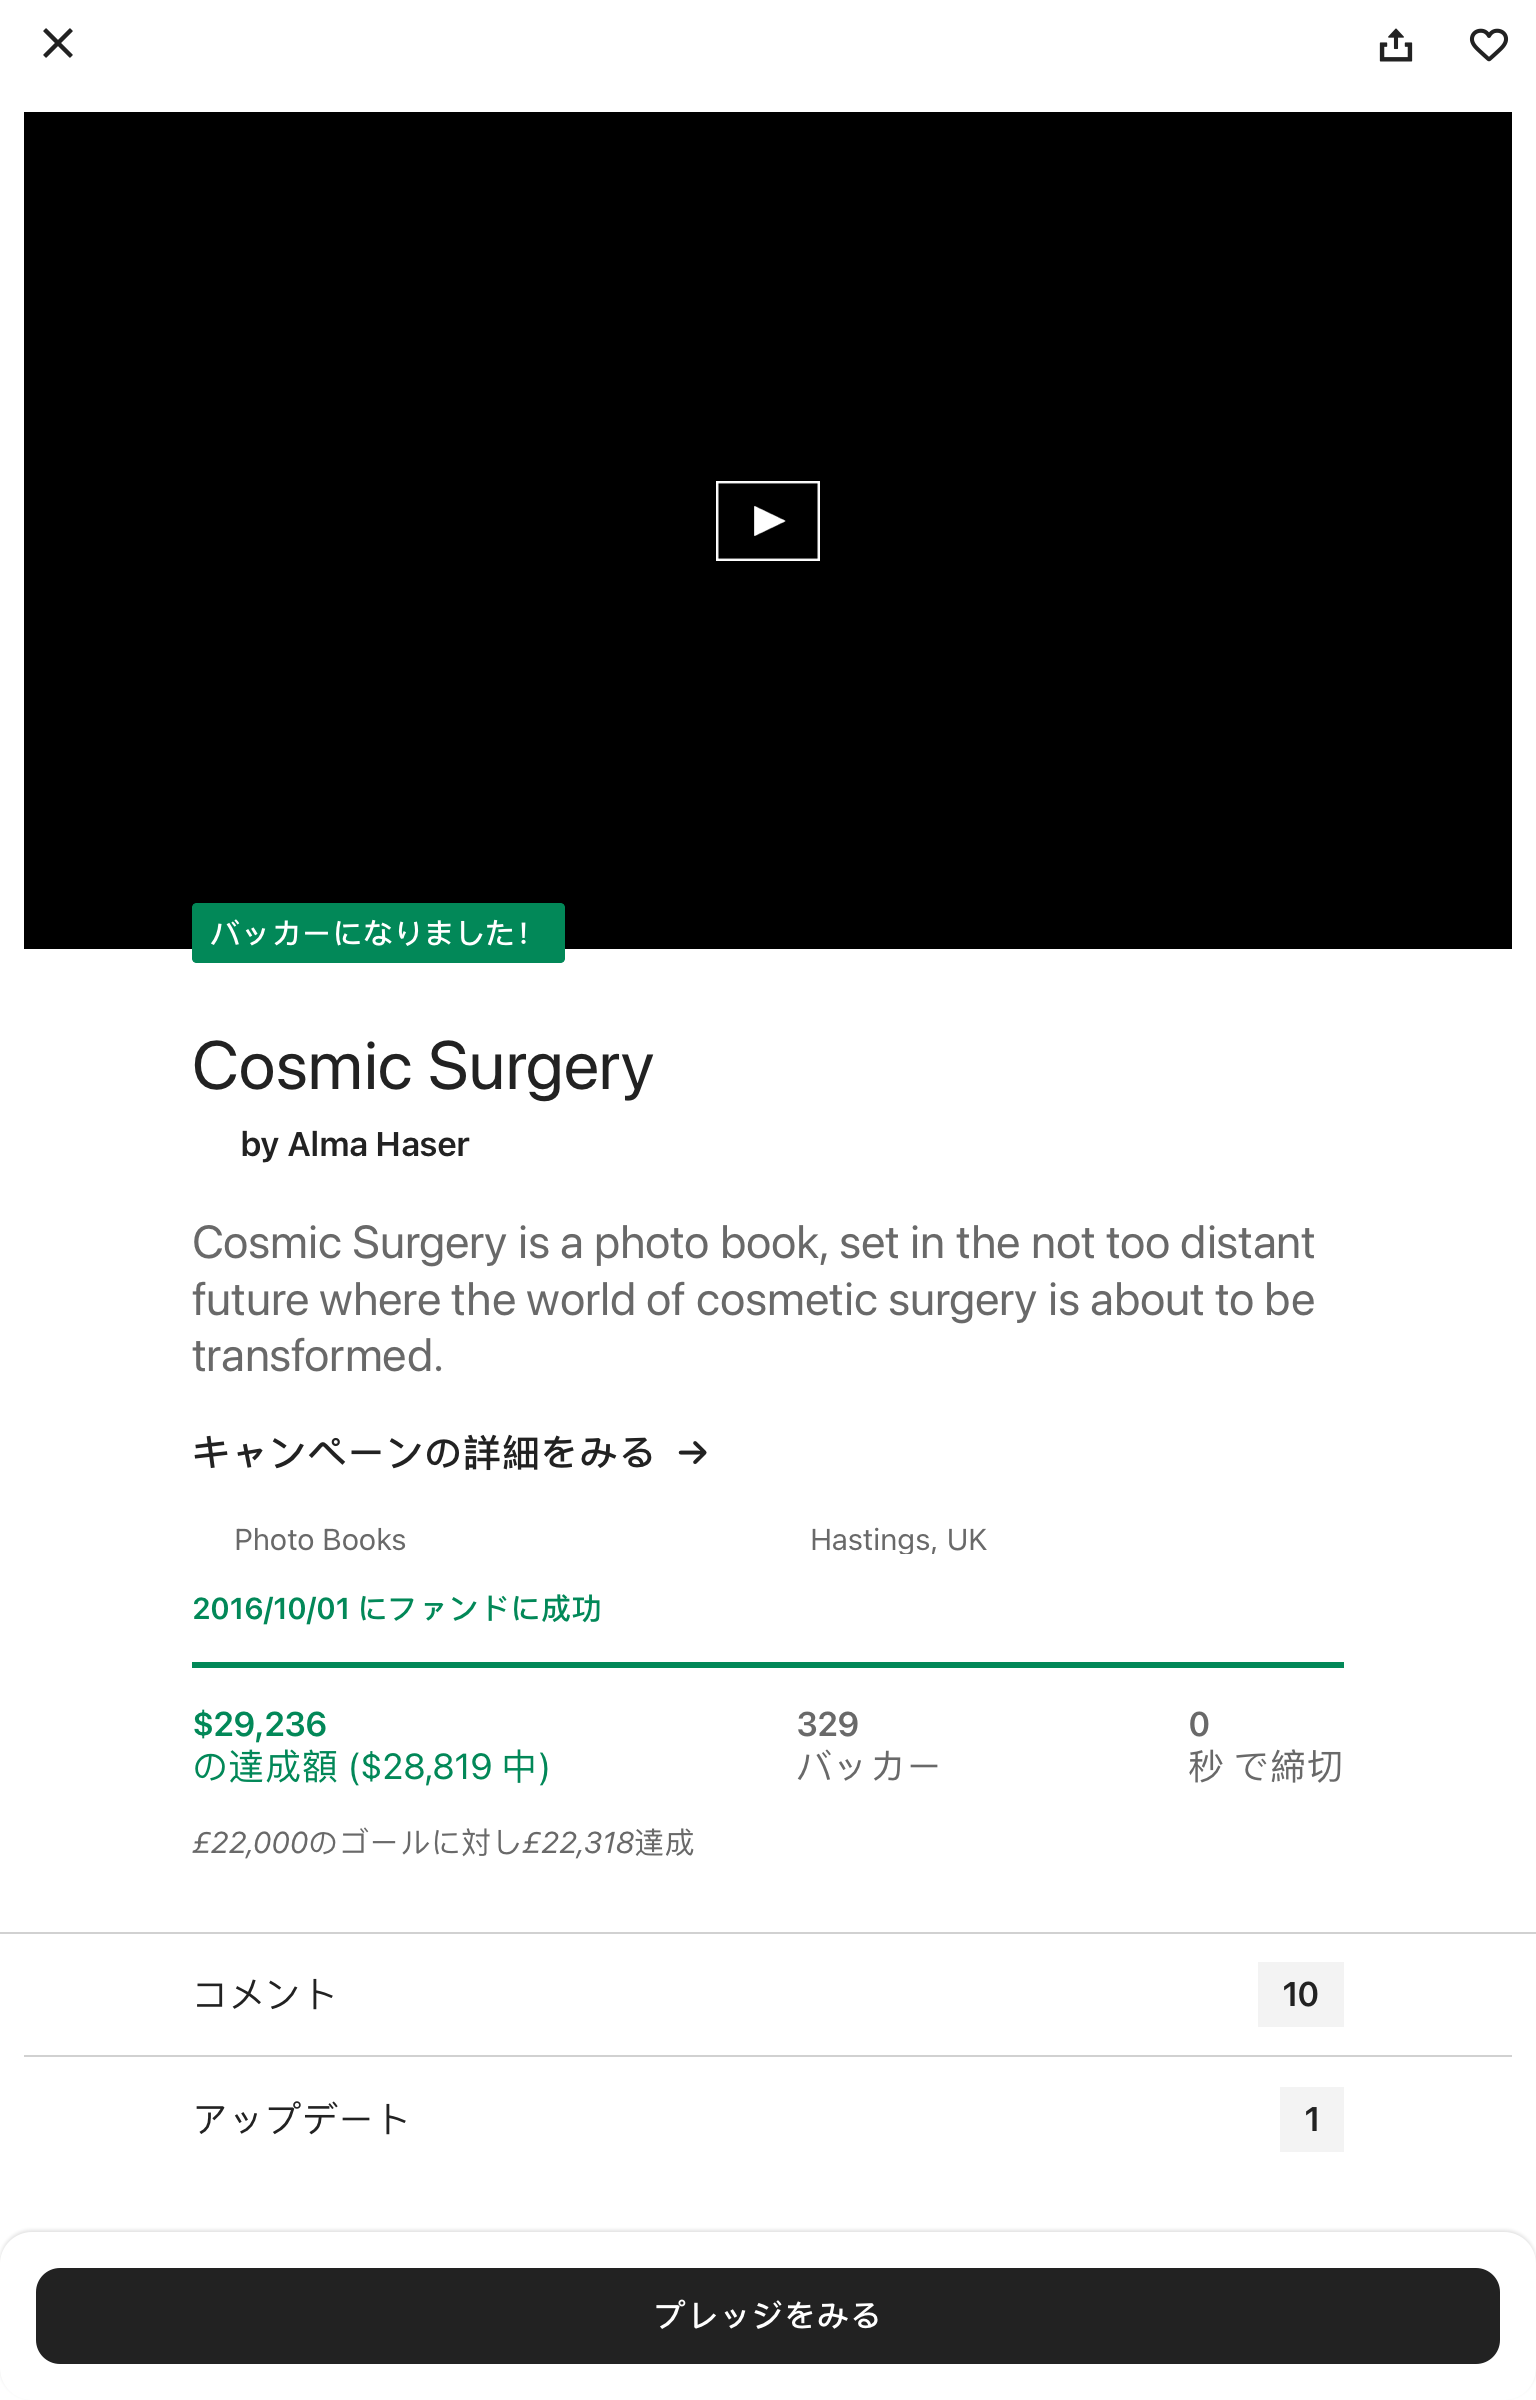 バッカーになりました！
Cosmic Surgery
by Alma Haser
Cosmic Surgery is a photo book, set in the not too distant
future where the world of cosmetic surgery is about to be
transformed.
キャンペーンの詳細をみる →
Photo Books
Hastings, UK
2016/10/01 にファンドに成功
$29,236
の達成額 ($28,819 中)
329
バッカー
0
秒 で締切
£22,000のゴールに対し£22,318達成
コメント
10
アップデート
1
プレッジをみる